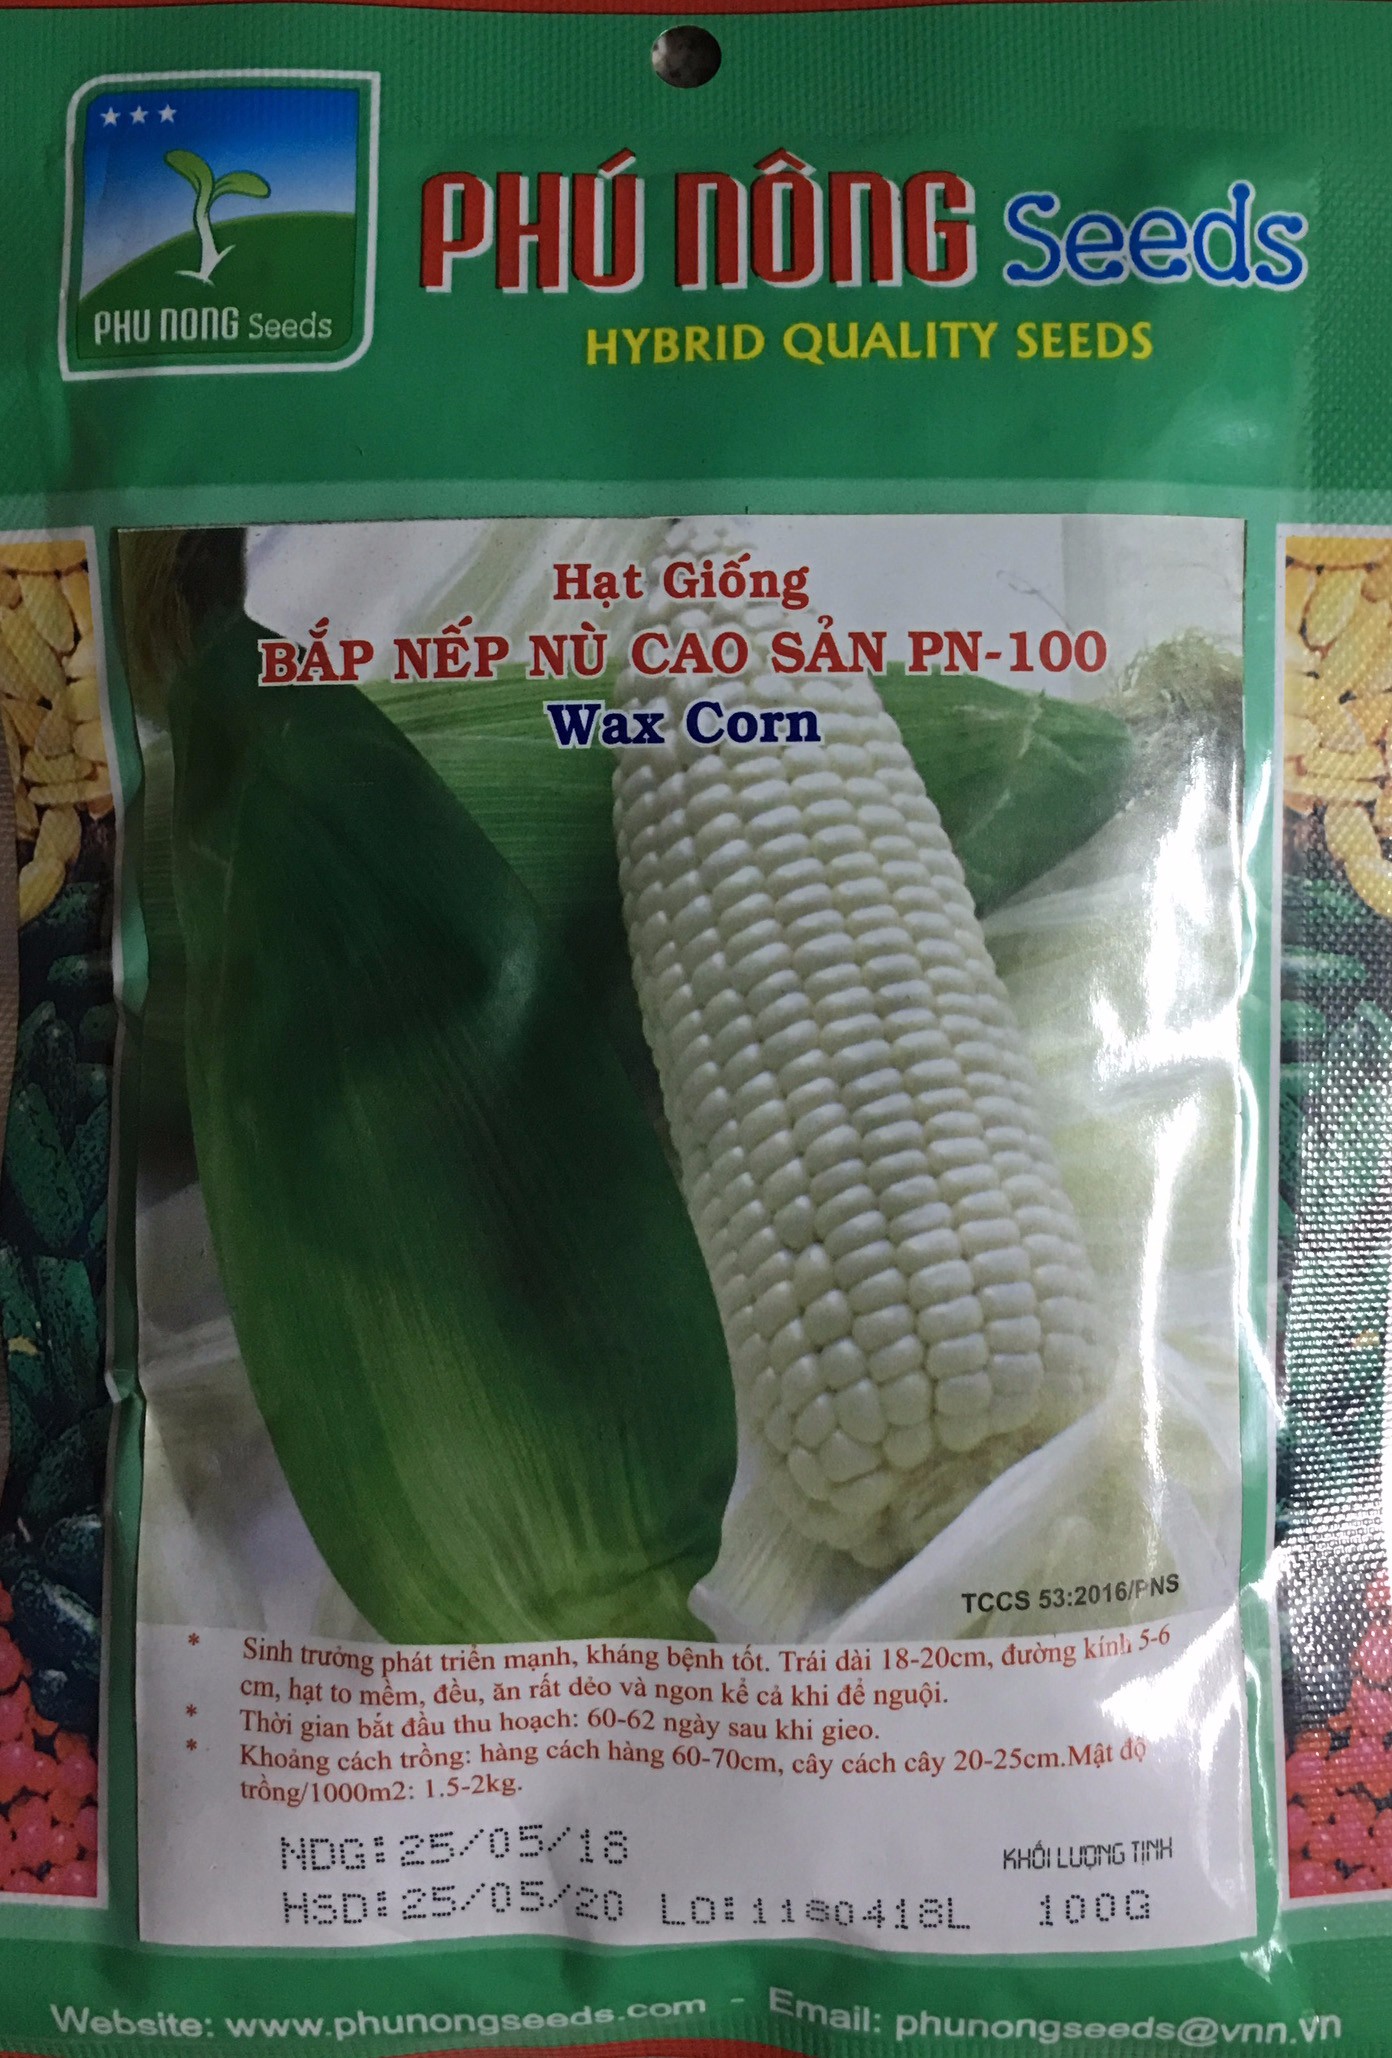 PHU NONG Seeds
PHÚ NÔNG Seeds
HYBRID QUALITY SEEDS
Hạt Giống
BẮP NẾP NÙ CAO SẢN PN-100
Wax Corn
TCCS 53:2016/PNS
* Sinh trưởng phát triển mạnh, kháng bệnh tốt. Trái dài 18-20cm, đường kính 5-6
cm, hạt to mềm, đều, ăn rất dẻo và ngon kể cả khi để nguội.
* Thời gian bắt đầu thu hoạch: 60-62 ngày sau khi gieo.
* Khoảng cách trồng: hàng cách hàng 60-70cm, cây cách cây 20-25cm.Mật độ
trồng/1000m2: 1.5-2kg.
NDG:25/05/18
KHỐI LƯỢNG TỊNH
HSD:25/05/20 LO:1180418L 100G
Website: www.phunongseeds.com - Email: phunongseeds@vnn.vn